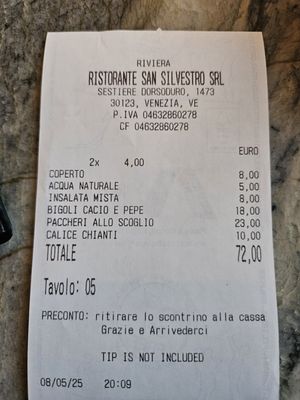 RIVIERA
RISTORANTE SAN SILVESTRO SRL
SESTIERE DORSODURO, 1473
30123, VENEZIA, VE
P.IVA 04632860278
CF 04632860278
EURO
2x 4,00
COPERTO 8,00
ACQUA NATURALE 5,00
INSALATA MISTA 8,00
BIGOLI CACIO E PEPE 18,00
PACCHERI ALLO SCOGLIO 23,00
CALICE CHIANTI 10,00
TOTALE 72,00
Tavolo: 05
PRECONTO: ritirare lo scontrino alla cassa
Grazie e Arrivederci
TIP IS NOT INCLUDED
08/05/25 20:09